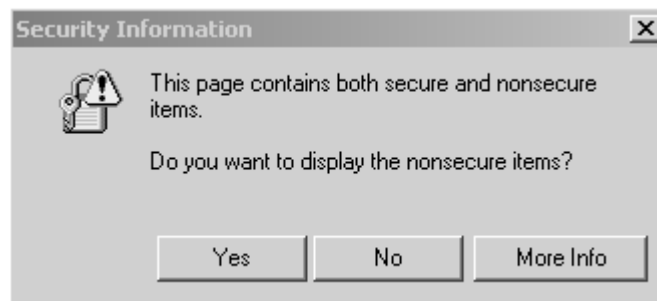 Security Information
This page contains both secure and nonsecure
items.
Do you want to display the nonsecure items?
Yes No More Info